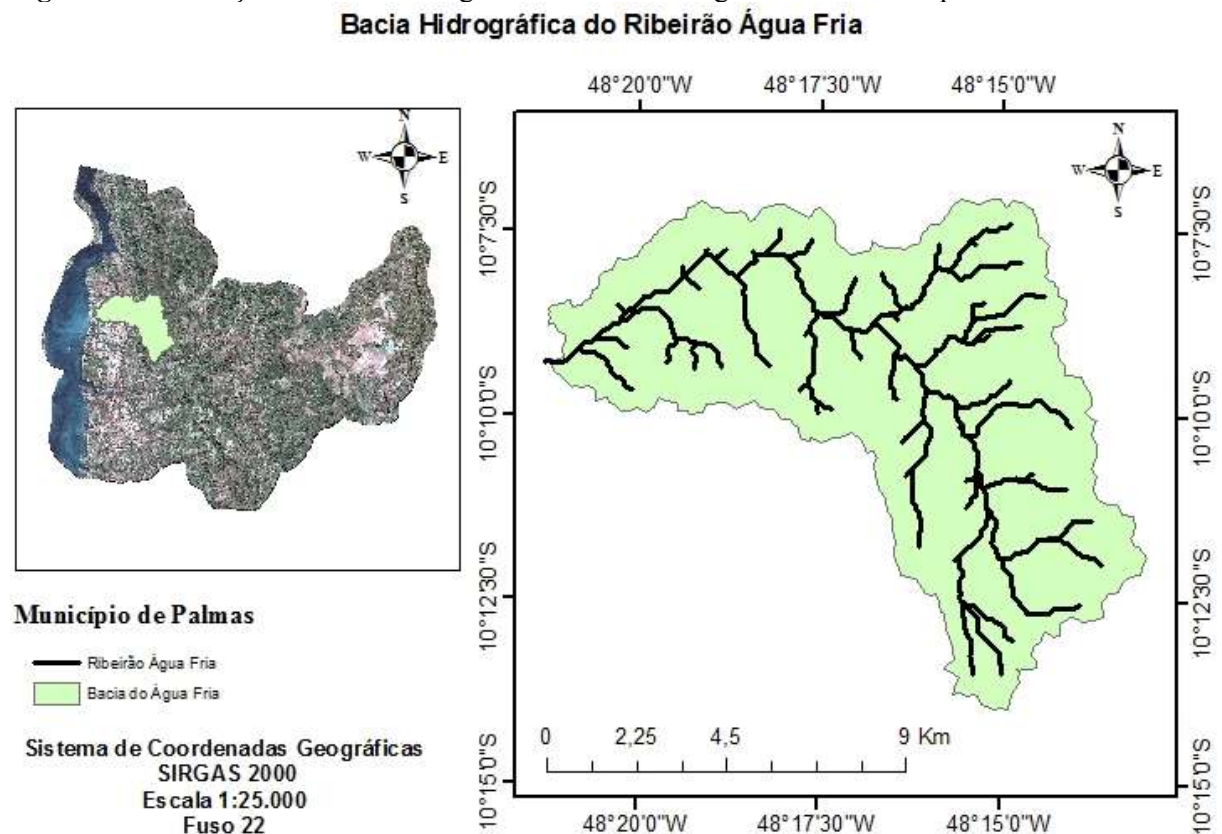 Bacia Hidrográfica do Ribeirão Água Fria
N
W E
S
48°20'0"W 48°17'30"W 48°15'0"W
N
W E
S
10°7'30"S
10°10'0"S
10°12'30"S
10°15'0"S
10°7'30"S
10°10'0"S
10°12'30"S
10°15'0"S
0 2,25 4,5 9 Km
48°20'0"W 48°17'30"W 48°15'0"W
Município de Palmas
Ribeirão Água Fria
Bacia do Água Fria
Sistema de Coordenadas Geográficas
SIRGAS 2000
Escala 1:25.000
Fuso 22